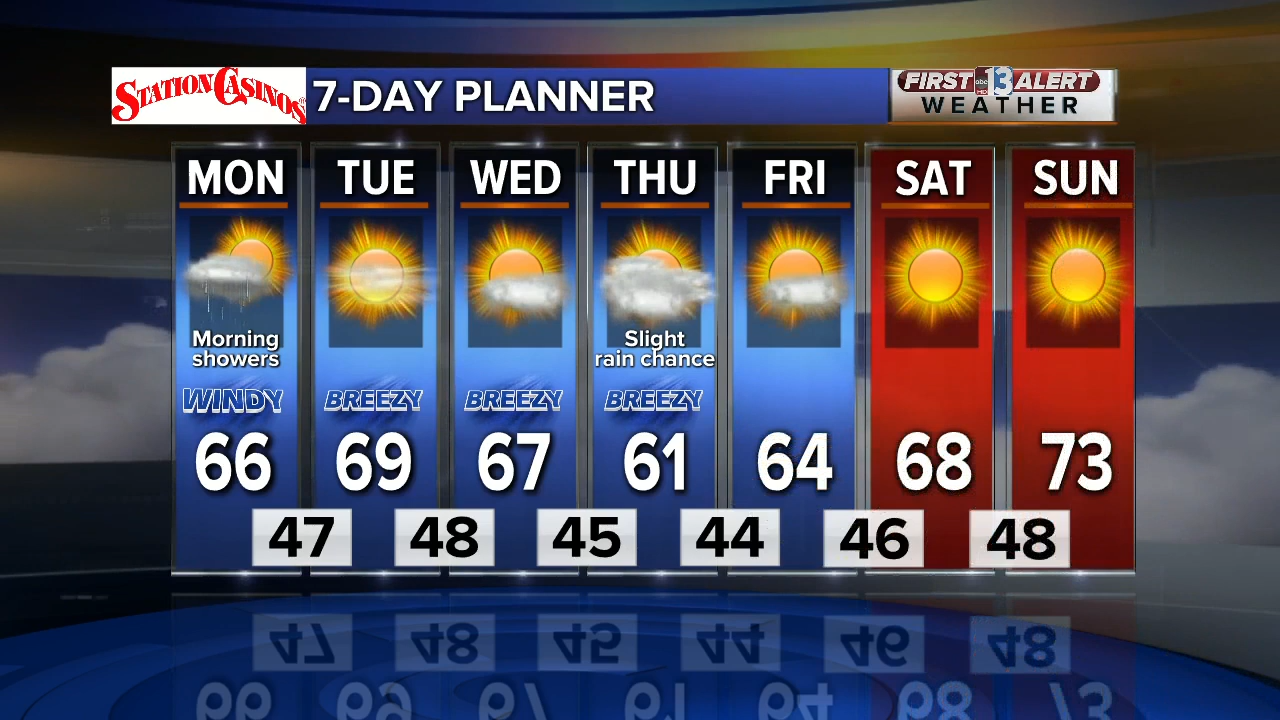 STATION CASINOS
7-DAY PLANNER
FIRST abc 13 ALERT
WEATHER
MON TUE WED THU FRI SAT SUN
Morning
showers
Slight
rain chance
WINDY BREEZY BREEZY BREEZY
66 69 67 61 64 68 73
47 48 45 44 46 48